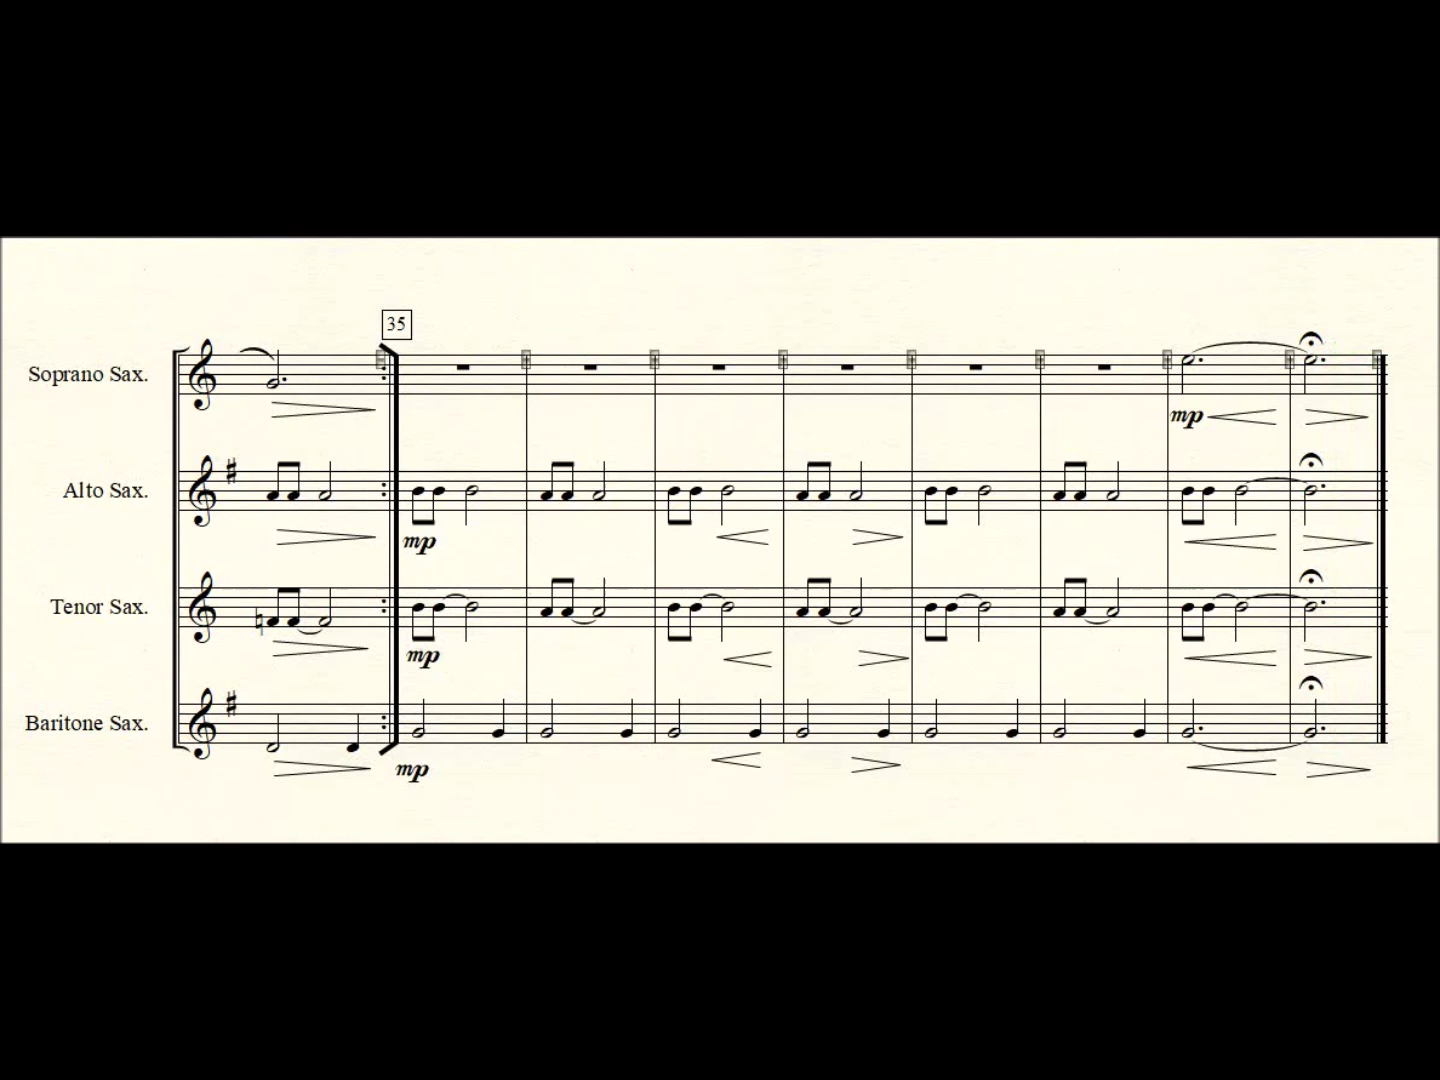 35
Soprano Sax.
mp
Alto Sax.
mp
Tenor Sax.
mp
Baritone Sax.
mp